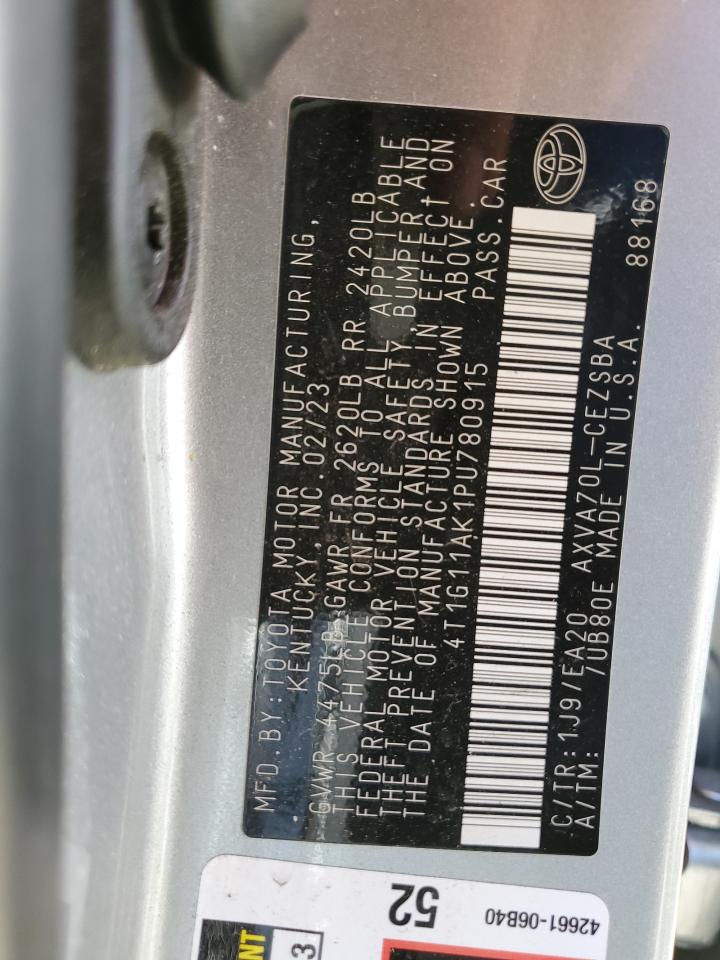 MFD. BY: TOYOTA MOTOR MANUFACTURING,
KENTUCKY, INC. 02/23
GVWR 4475LB GAWR FR 2620LB RR 2420LB
THIS VEHICLE CONFORMS TO ALL APPLICABLE
FEDERAL MOTOR VEHICLE SAFETY, BUMPER AND
THEFT PREVENTION STANDARDS IN EFFECT ON
THE DATE OF MANUFACTURE SHOWN ABOVE.
4T1G11AK1PU780915 PASS.CAR
C/TR: 1J9/EA20 AXVA70L-CEZSBA
A/TM: 7UB80E MADE IN U.S.A. 88168
52
42661-06B40
NT
3